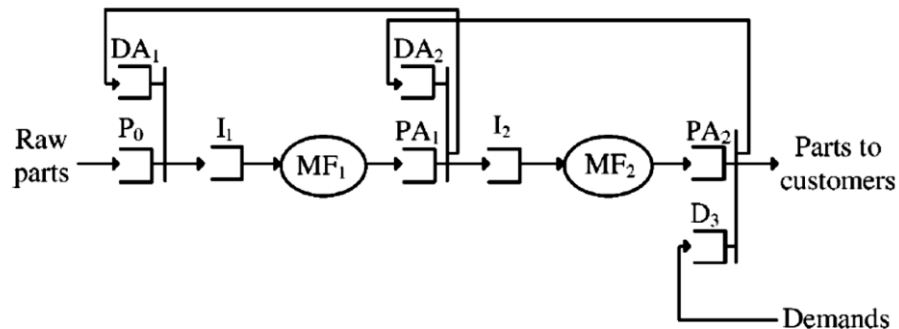 DA₁
DA₂
P₀
I₁
PA₁
I₂
PA₂
Raw
parts
MF₁
MF₂
Parts to
customers
D₃
Demands